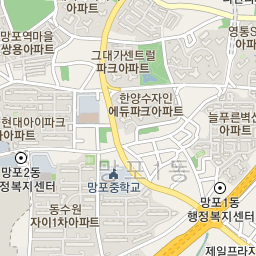 망포역마을
쌍용아파트
영통S
아파트
그대가센트럴
파크아파트
한양수자인
에듀파크아파트
늘푸른벽산
아파트
현대아이파크
아파트
망포1동
망포2동
행정복지센터
망포중학교
망포1동
행정복지센터
동수원
자이1차아파트
제일프라자